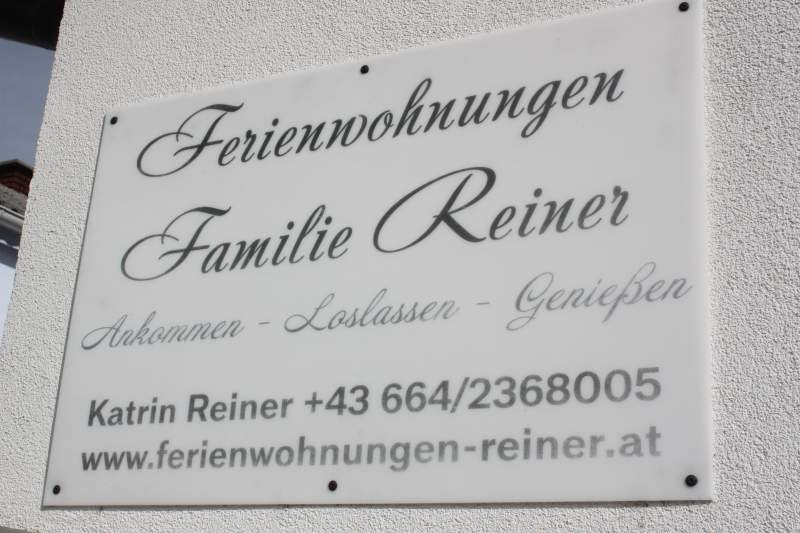 Ferienwohnungen
Familie Reiner
Ankommen - Loslassen - Genießen
Katrin Reiner +43 664/2368005
www.ferienwohnungen-reiner.at